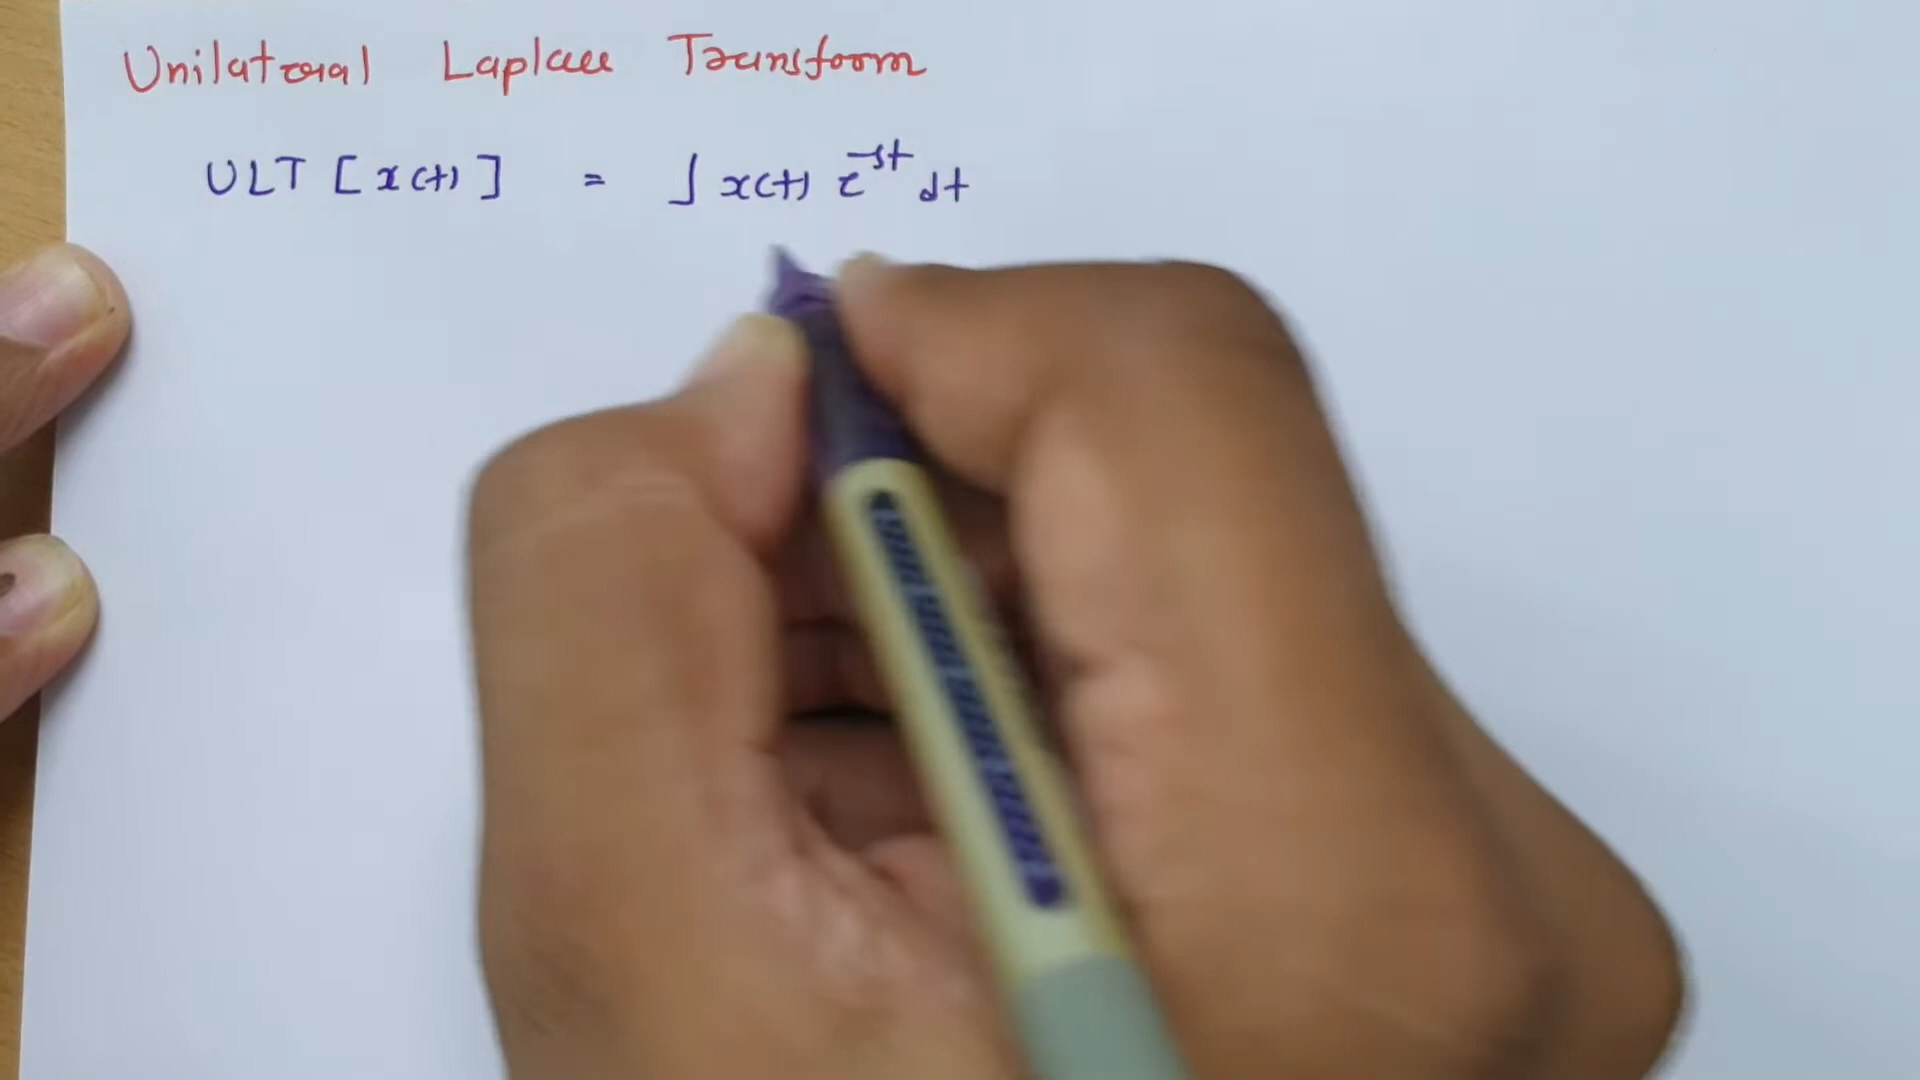 Unilateral Laplace Transform
ULT [x(t)] = ∫ x(t) e^-st dt